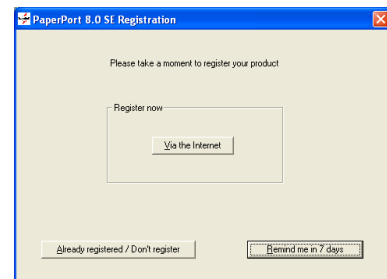 PaperPort 8.0 SE Registration
Please take a moment to register your product
Register now
Via the Internet
Already registered / Don't register
Remind me in 7 days